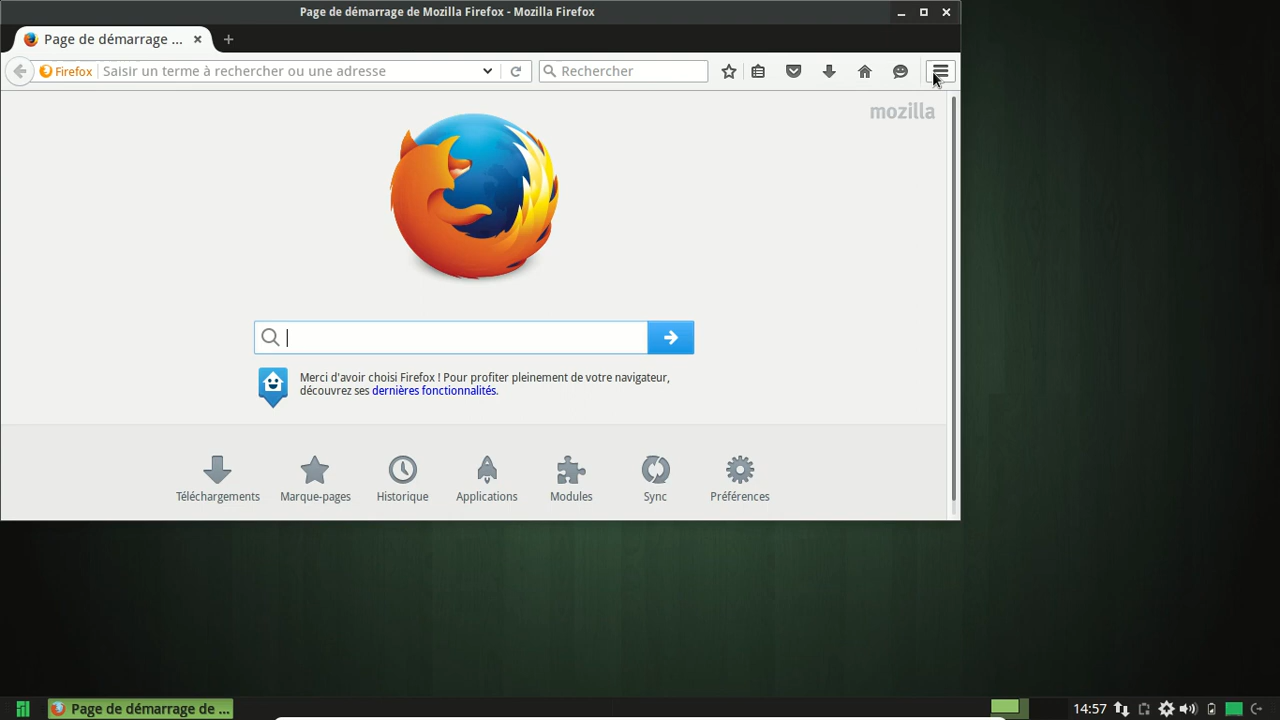 Page de démarrage de Mozilla Firefox - Mozilla Firefox
Page de démarrage ...
Firefox
Saisir un terme à rechercher ou une adresse
Rechercher
mozilla
Merci d'avoir choisi Firefox ! Pour profiter pleinement de votre navigateur,
découvrez ses dernières fonctionnalités.
Téléchargements
Marque-pages
Historique
Applications
Modules
Sync
Préférences
Page de démarrage de ...
14:57